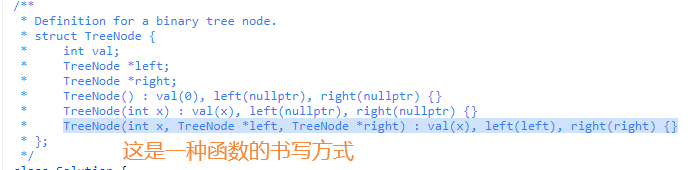 /**
 * Definition for a binary tree node.
 * struct TreeNode {
 *     int val;
 *     TreeNode *left;
 *     TreeNode *right;
 *     TreeNode() : val(0), left(nullptr), right(nullptr) {}
 *     TreeNode(int x) : val(x), left(nullptr), right(nullptr) {}
 *     TreeNode(int x, TreeNode *left, TreeNode *right) : val(x), left(left), right(right) {}
 * };
 */
这是一种函数的书写方式
class Solution {